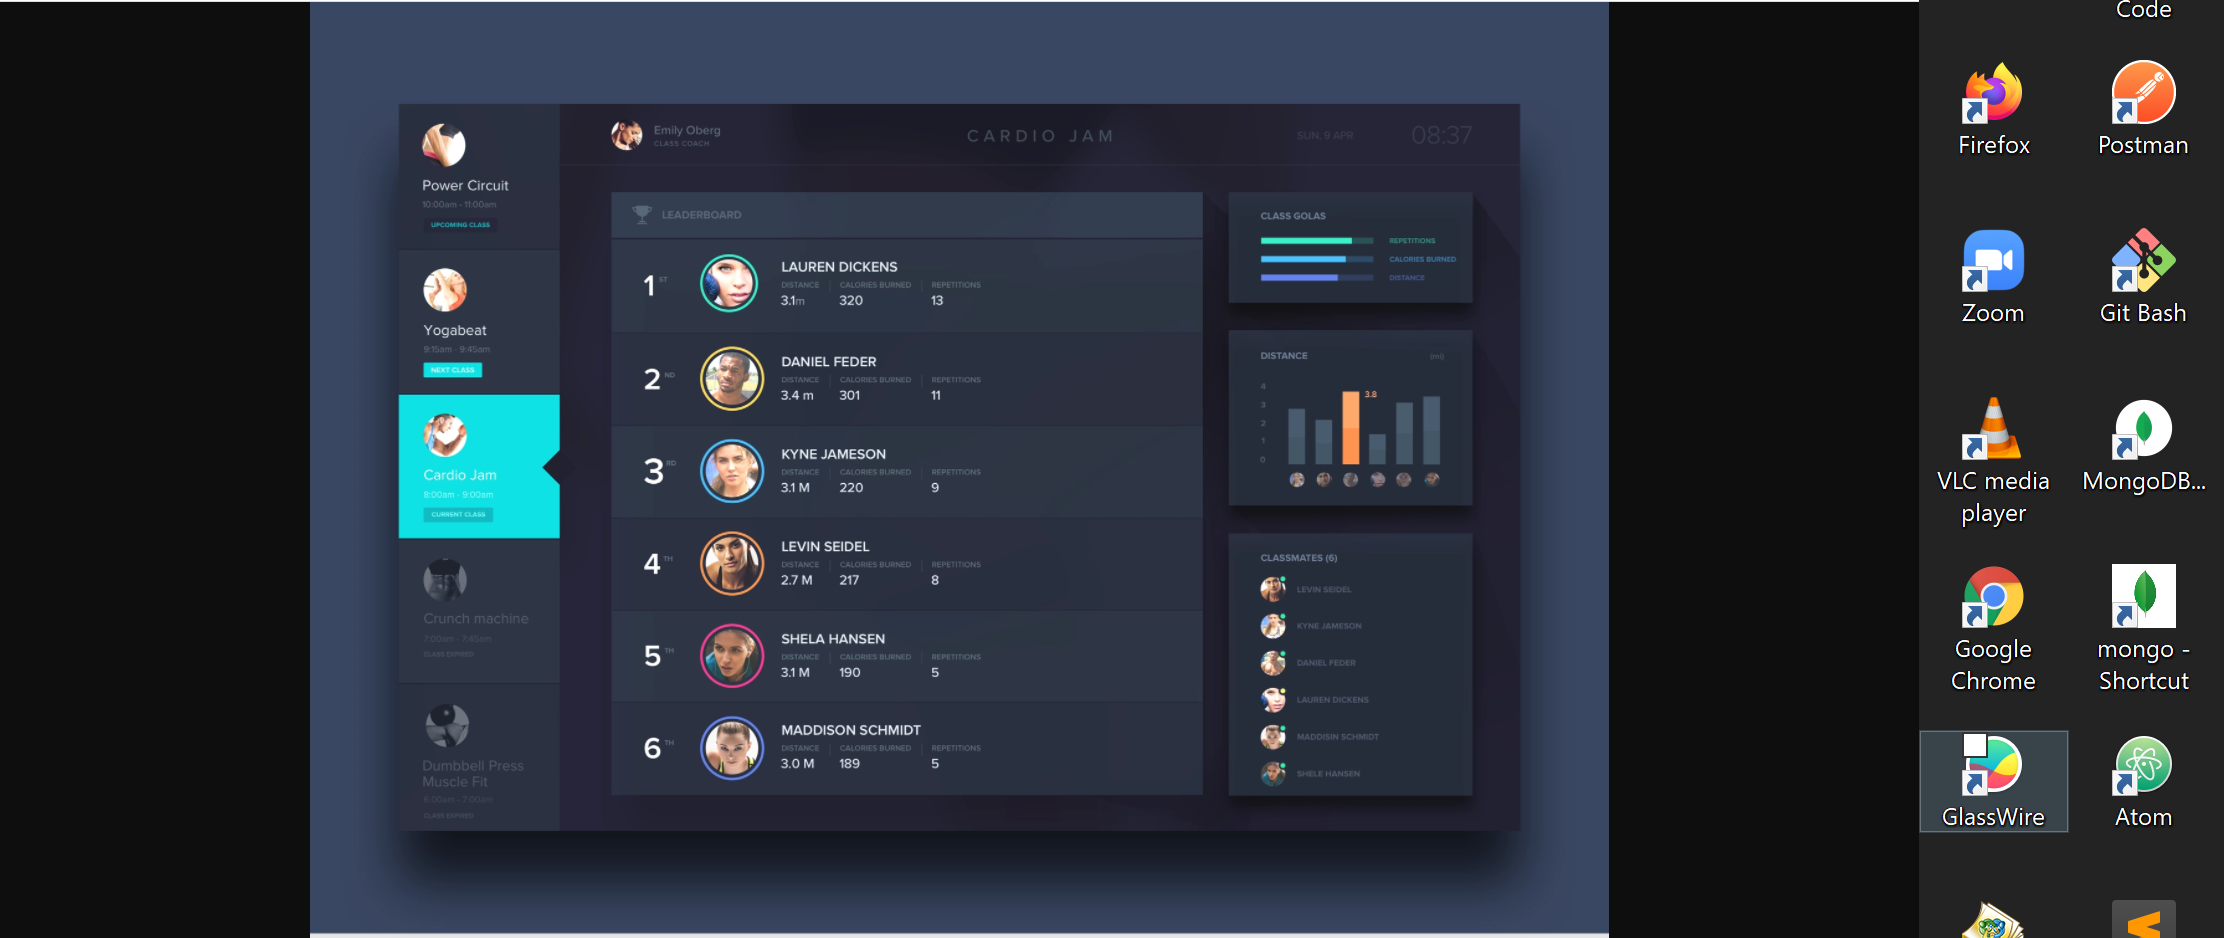 Power Circuit
10:00am - 11:00am
UPCOMING CLASS
Yogabeat
9:15am - 9:45am
NEXT CLASS
Cardio Jam
8:00am - 9:00am
CURRENT CLASS
Crunch machine
7:00am - 7:45am
CLASS EXPIRED
Dumbbell Press
Muscle Fit
6:00am - 7:00am
CLASS EXPIRED
Emily Oberg
CLASS COACH
CARDIO JAM
SUN, 9 APR
08:37
LEADERBOARD
1 ST
LAUREN DICKENS
DISTANCE CALORIES BURNED REPETITIONS
3.1m 320 13
2 ND
DANIEL FEDER
DISTANCE CALORIES BURNED REPETITIONS
3.4 m 301 11
3 RD
KYNE JAMESON
DISTANCE CALORIES BURNED REPETITIONS
3.1 M 220 9
4 TH
LEVIN SEIDEL
DISTANCE CALORIES BURNED REPETITIONS
2.7 M 217 8
5 TH
SHELA HANSEN
DISTANCE CALORIES BURNED REPETITIONS
3.1 M 190 5
6 TH
MADDISON SCHMIDT
DISTANCE CALORIES BURNED REPETITIONS
3.0 M 189 5
CLASS GOLAS
REPETITIONS
CALORIES BURNED
DISTANCE
DISTANCE (mi)
4
3
2
1
0
3.8
CLASSMATES (6)
LEVIN SEIDEL
KYNE JAMESON
DANIEL FEDER
LAUREN DICKENS
MADDISIN SCHMIDT
SHELE HANSEN
Code
Firefox
Postman
Zoom
Git Bash
VLC media
player
MongoDB...
Google
Chrome
mongo -
Shortcut
GlassWire
Atom